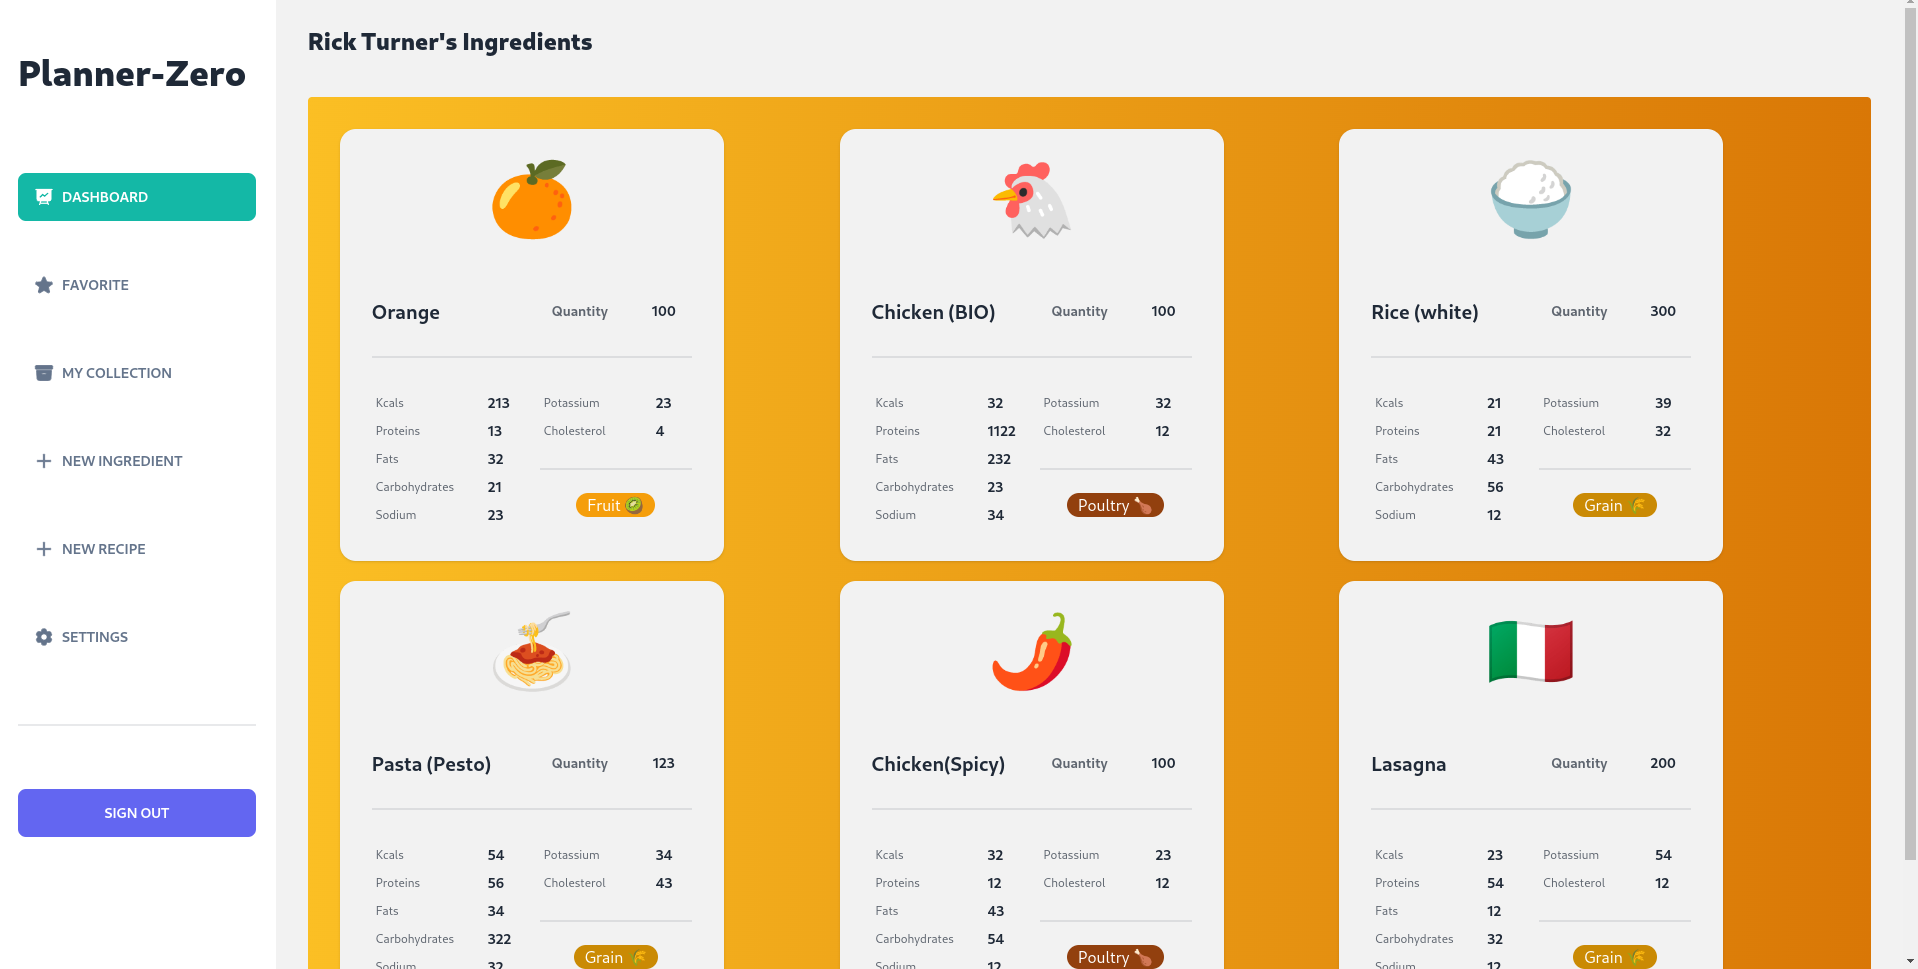 Planner-Zero
DASHBOARD
FAVORITE
MY COLLECTION
NEW INGREDIENT
NEW RECIPE
SETTINGS
SIGN OUT
Rick Turner's Ingredients
Orange Quantity 100
Kcals 213 Potassium 23
Proteins 13 Cholesterol 4
Fats 32
Carbohydrates 21
Sodium 23
Fruit
Chicken (BIO) Quantity 100
Kcals 32 Potassium 32
Proteins 1122 Cholesterol 12
Fats 232
Carbohydrates 23
Sodium 34
Poultry
Rice (white) Quantity 300
Kcals 21 Potassium 39
Proteins 21 Cholesterol 32
Fats 43
Carbohydrates 56
Sodium 12
Grain
Pasta (Pesto) Quantity 123
Kcals 54 Potassium 34
Proteins 56 Cholesterol 43
Fats 34
Carbohydrates 322
Sodium 32
Grain
Chicken(Spicy) Quantity 100
Kcals 32 Potassium 23
Proteins 12 Cholesterol 12
Fats 43
Carbohydrates 54
Sodium 12
Poultry
Lasagna Quantity 200
Kcals 23 Potassium 54
Proteins 54 Cholesterol 12
Fats 12
Carbohydrates 32
Sodium 12
Grain